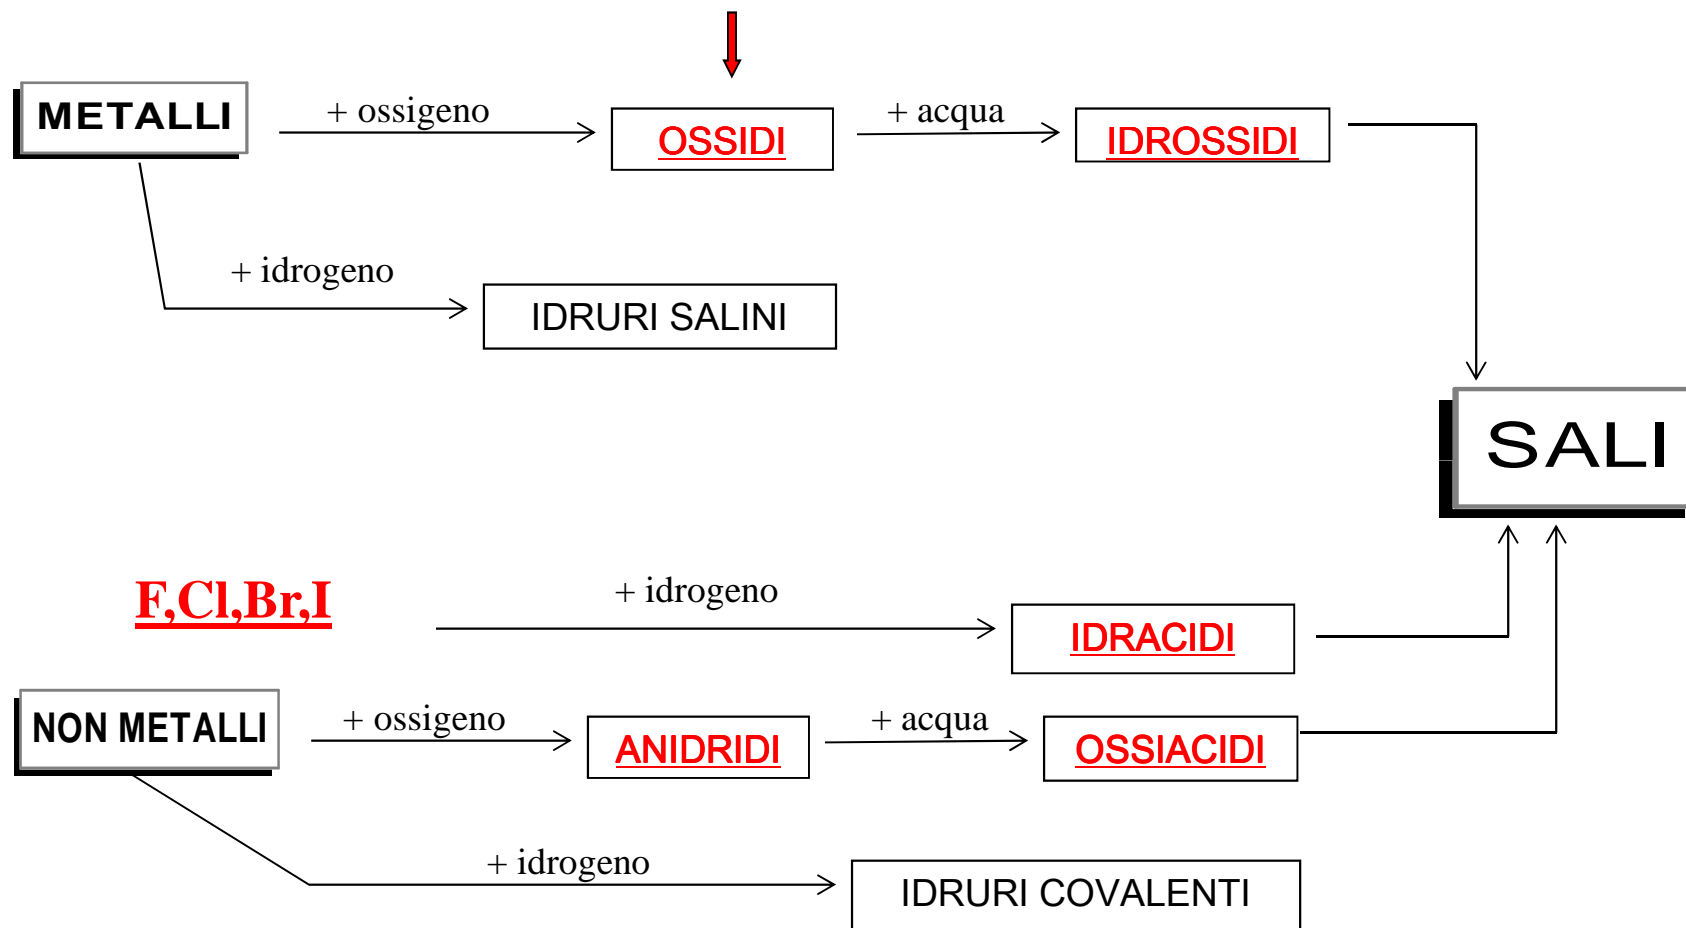 METALLI
+ ossigeno
OSSIDI
+ acqua
IDROSSIDI
+ idrogeno
IDRURI SALINI
SALI
F,Cl,Br,I
+ idrogeno
IDRACIDI
NON METALLI
+ ossigeno
ANIDRIDI
+ acqua
OSSIACIDI
+ idrogeno
IDRURI COVALENTI